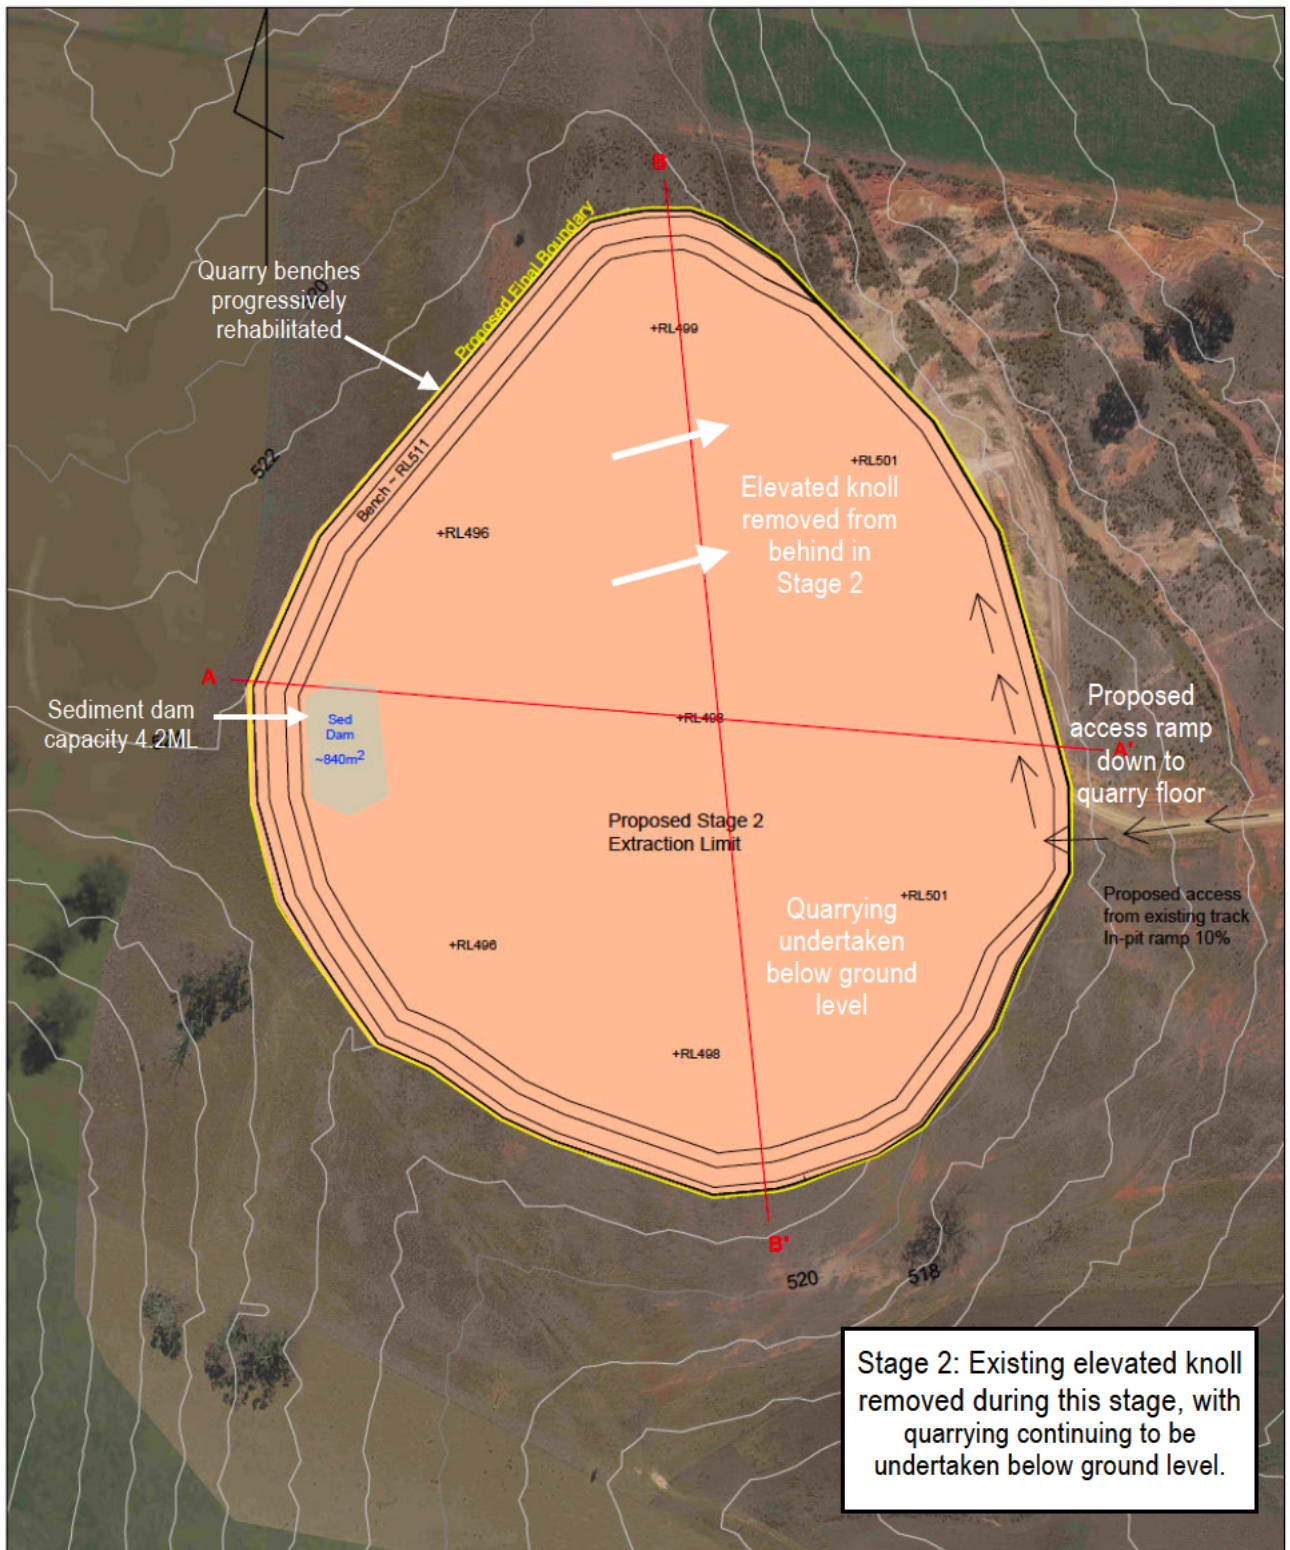 B
Proposed Final Boundary
Quarry benches
progressively
rehabilitated
+RL499
522
Bench ~ RL511
+RL501
+RL496
Elevated knoll
removed from
behind in
Stage 2
A
Sediment dam
capacity 4.2ML
Sed
Dam
~840m²
+RL498
Proposed
access ramp
down to
quarry floor
A'
Proposed Stage 2
Extraction Limit
Proposed access
from existing track
In-pit ramp 10%
+RL501
Quarrying
undertaken
below ground
level
+RL496
+RL498
B'
520
518
Stage 2: Existing elevated knoll
removed during this stage, with
quarrying continuing to be
undertaken below ground level.